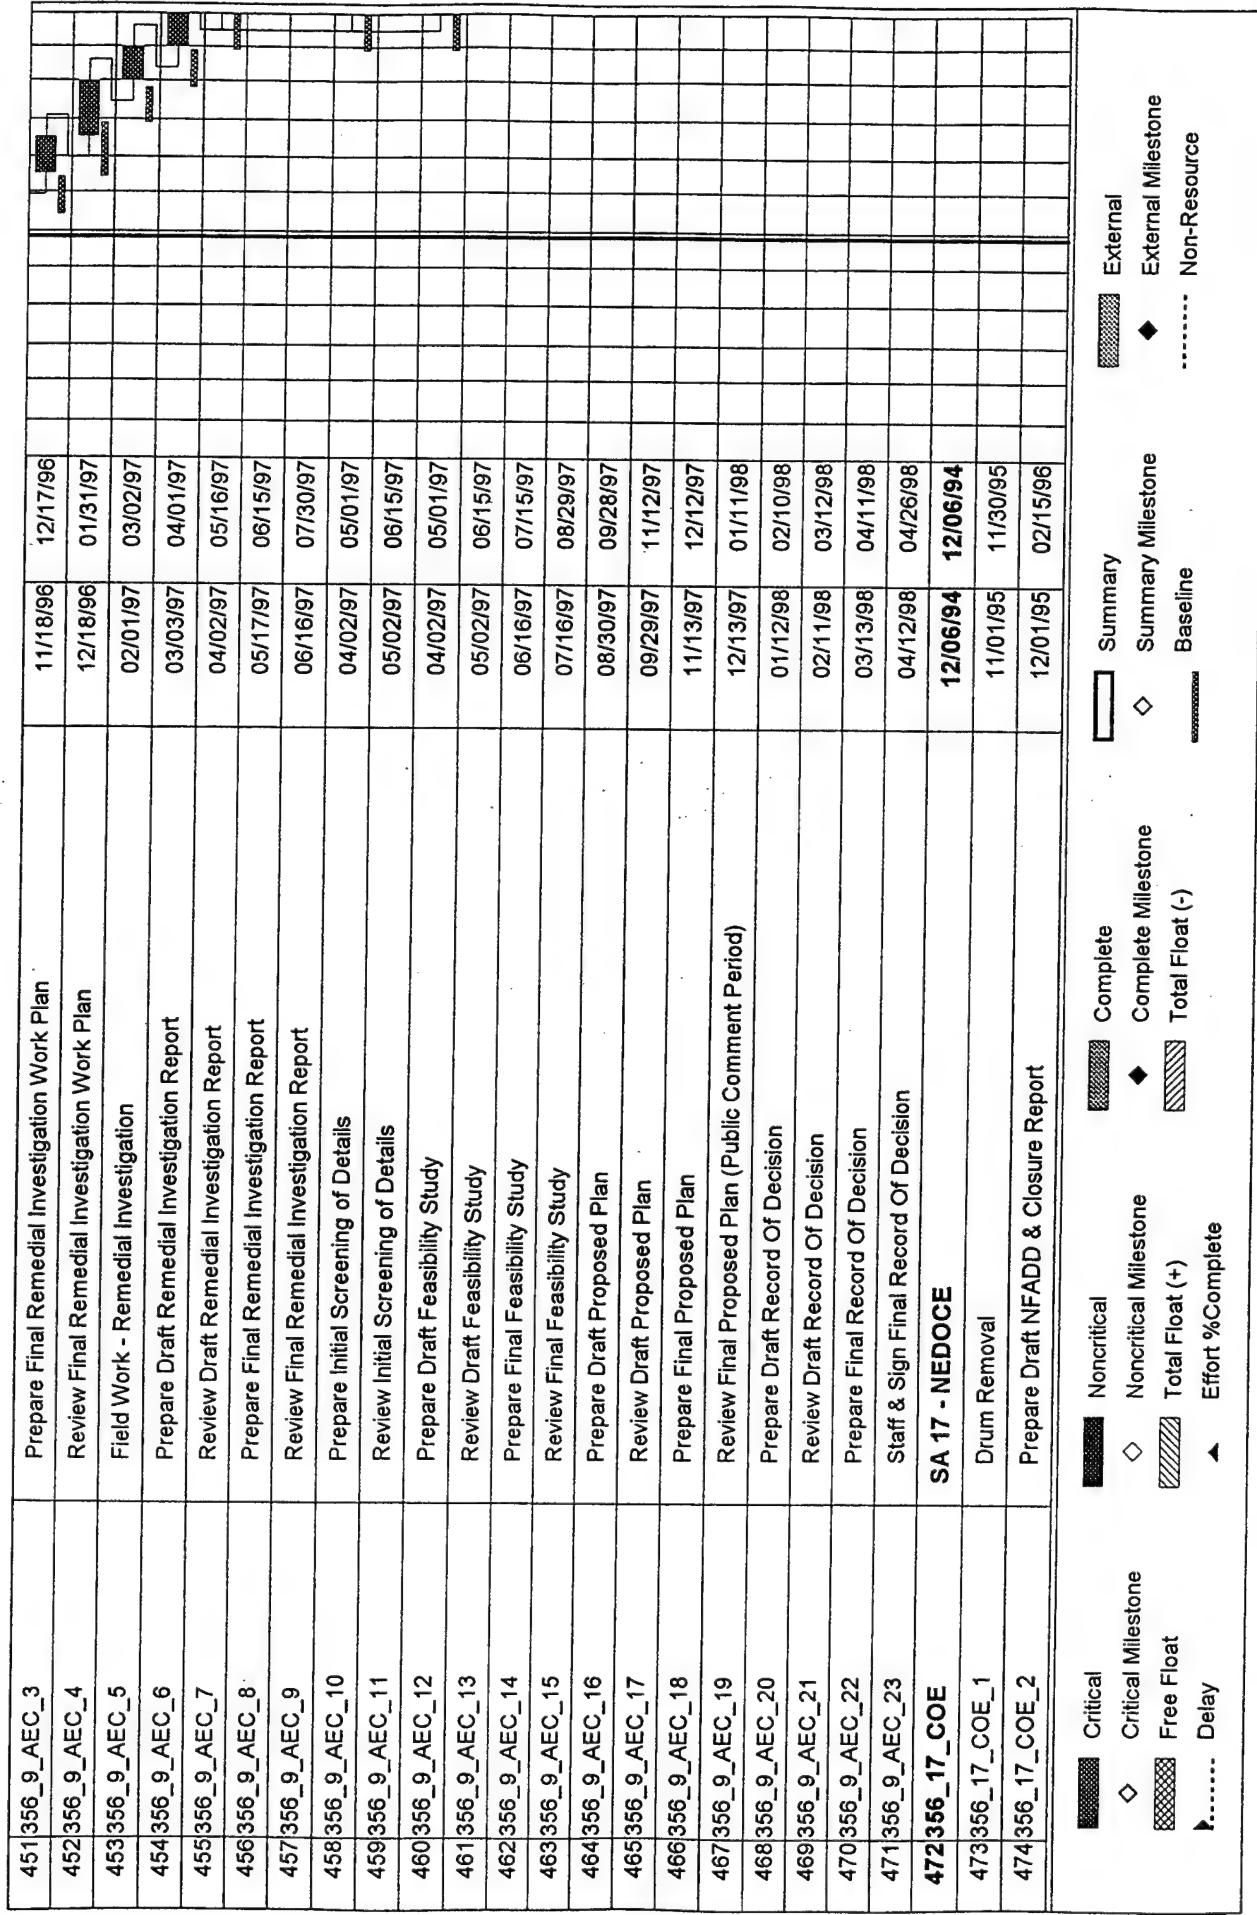 451 356_9_AEC_3 Prepare Final Remedial Investigation Work Plan 11/18/96 12/17/96
452 356_9_AEC_4 Review Final Remedial Investigation Work Plan 12/18/96 01/31/97
453 356_9_AEC_5 Field Work - Remedial Investigation 02/01/97 03/02/97
454 356_9_AEC_6 Prepare Draft Remedial Investigation Report 03/03/97 04/01/97
455 356_9_AEC_7 Review Draft Remedial Investigation Report 04/02/97 05/16/97
456 356_9_AEC_8 Prepare Final Remedial Investigation Report 05/17/97 06/15/97
457 356_9_AEC_9 Review Final Remedial Investigation Report 06/16/97 07/30/97
458 356_9_AEC_10 Prepare Initial Screening of Details 04/02/97 05/01/97
459 356_9_AEC_11 Review Initial Screening of Details 05/02/97 06/15/97
460 356_9_AEC_12 Prepare Draft Feasibility Study 04/02/97 05/01/97
461 356_9_AEC_13 Review Draft Feasibility Study 05/02/97 06/15/97
462 356_9_AEC_14 Prepare Final Feasibility Study 06/16/97 07/15/97
463 356_9_AEC_15 Review Final Feasibility Study 07/16/97 08/29/97
464 356_9_AEC_16 Prepare Draft Proposed Plan 08/30/97 09/28/97
465 356_9_AEC_17 Review Draft Proposed Plan 09/29/97 11/12/97
466 356_9_AEC_18 Prepare Final Proposed Plan 11/13/97 12/12/97
467 356_9_AEC_19 Review Final Proposed Plan (Public Comment Period) 12/13/97 01/11/98
468 356_9_AEC_20 Prepare Draft Record Of Decision 01/12/98 02/10/98
469 356_9_AEC_21 Review Draft Record Of Decision 02/11/98 03/12/98
470 356_9_AEC_22 Prepare Final Record Of Decision 03/13/98 04/11/98
471 356_9_AEC_23 Staff & Sign Final Record Of Decision 04/12/98 04/26/98
472 356_17_COE SA 17 - NEDOCE 12/06/94 12/06/94
473 356_17_COE_1 Drum Removal 11/01/95 11/30/95
474 356_17_COE_2 Prepare Draft NFADD & Closure Report 12/01/95 02/15/96
Critical Noncritical Complete Summary External
Critical Milestone Noncritical Milestone Complete Milestone Summary Milestone External Milestone
Free Float Total Float (+) Total Float (-) Baseline Non-Resource
Delay Effort %Complete